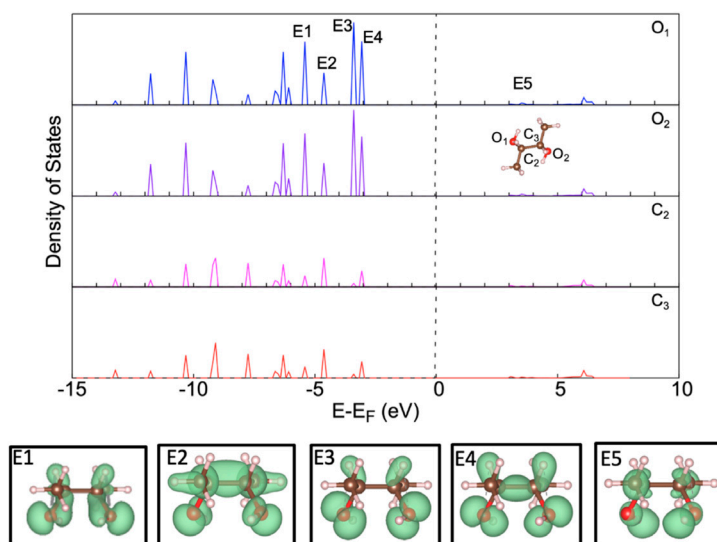 E1
E2
E3
E4
E5
O1
O2
C2
C3
O1
C3
C2
O2
Density of States
-15
-10
-5
0
5
10
E-EF (eV)
E1
E2
E3
E4
E5